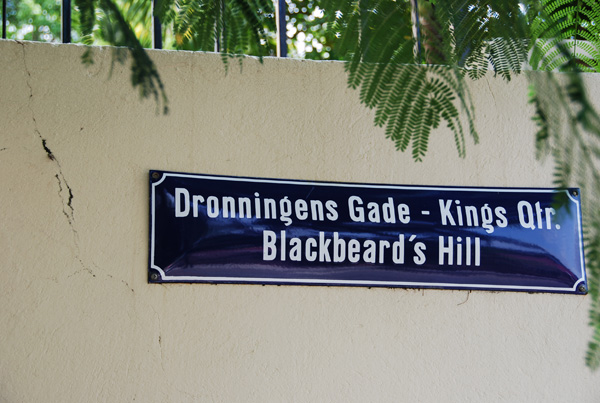 Dronningens Gade - Kings Qtr.
Blackbeard´s Hill